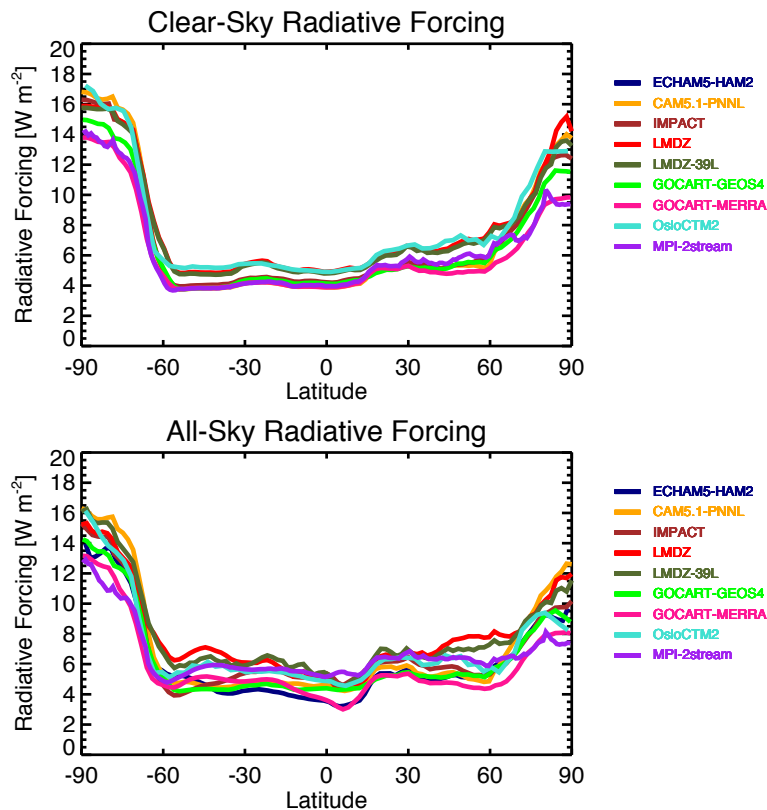 Clear-Sky Radiative Forcing
Radiative Forcing [W m-2]
20
18
16
14
12
10
8
6
4
2
0
-90 -60 -30 0 30 60 90
Latitude
ECHAM5-HAM2
CAM5.1-PNNL
IMPACT
LMDZ
LMDZ-39L
GOCART-GEOS4
GOCART-MERRA
OsloCTM2
MPI-2stream
All-Sky Radiative Forcing
Radiative Forcing [W m-2]
20
18
16
14
12
10
8
6
4
2
0
-90 -60 -30 0 30 60 90
Latitude
ECHAM5-HAM2
CAM5.1-PNNL
IMPACT
LMDZ
LMDZ-39L
GOCART-GEOS4
GOCART-MERRA
OsloCTM2
MPI-2stream